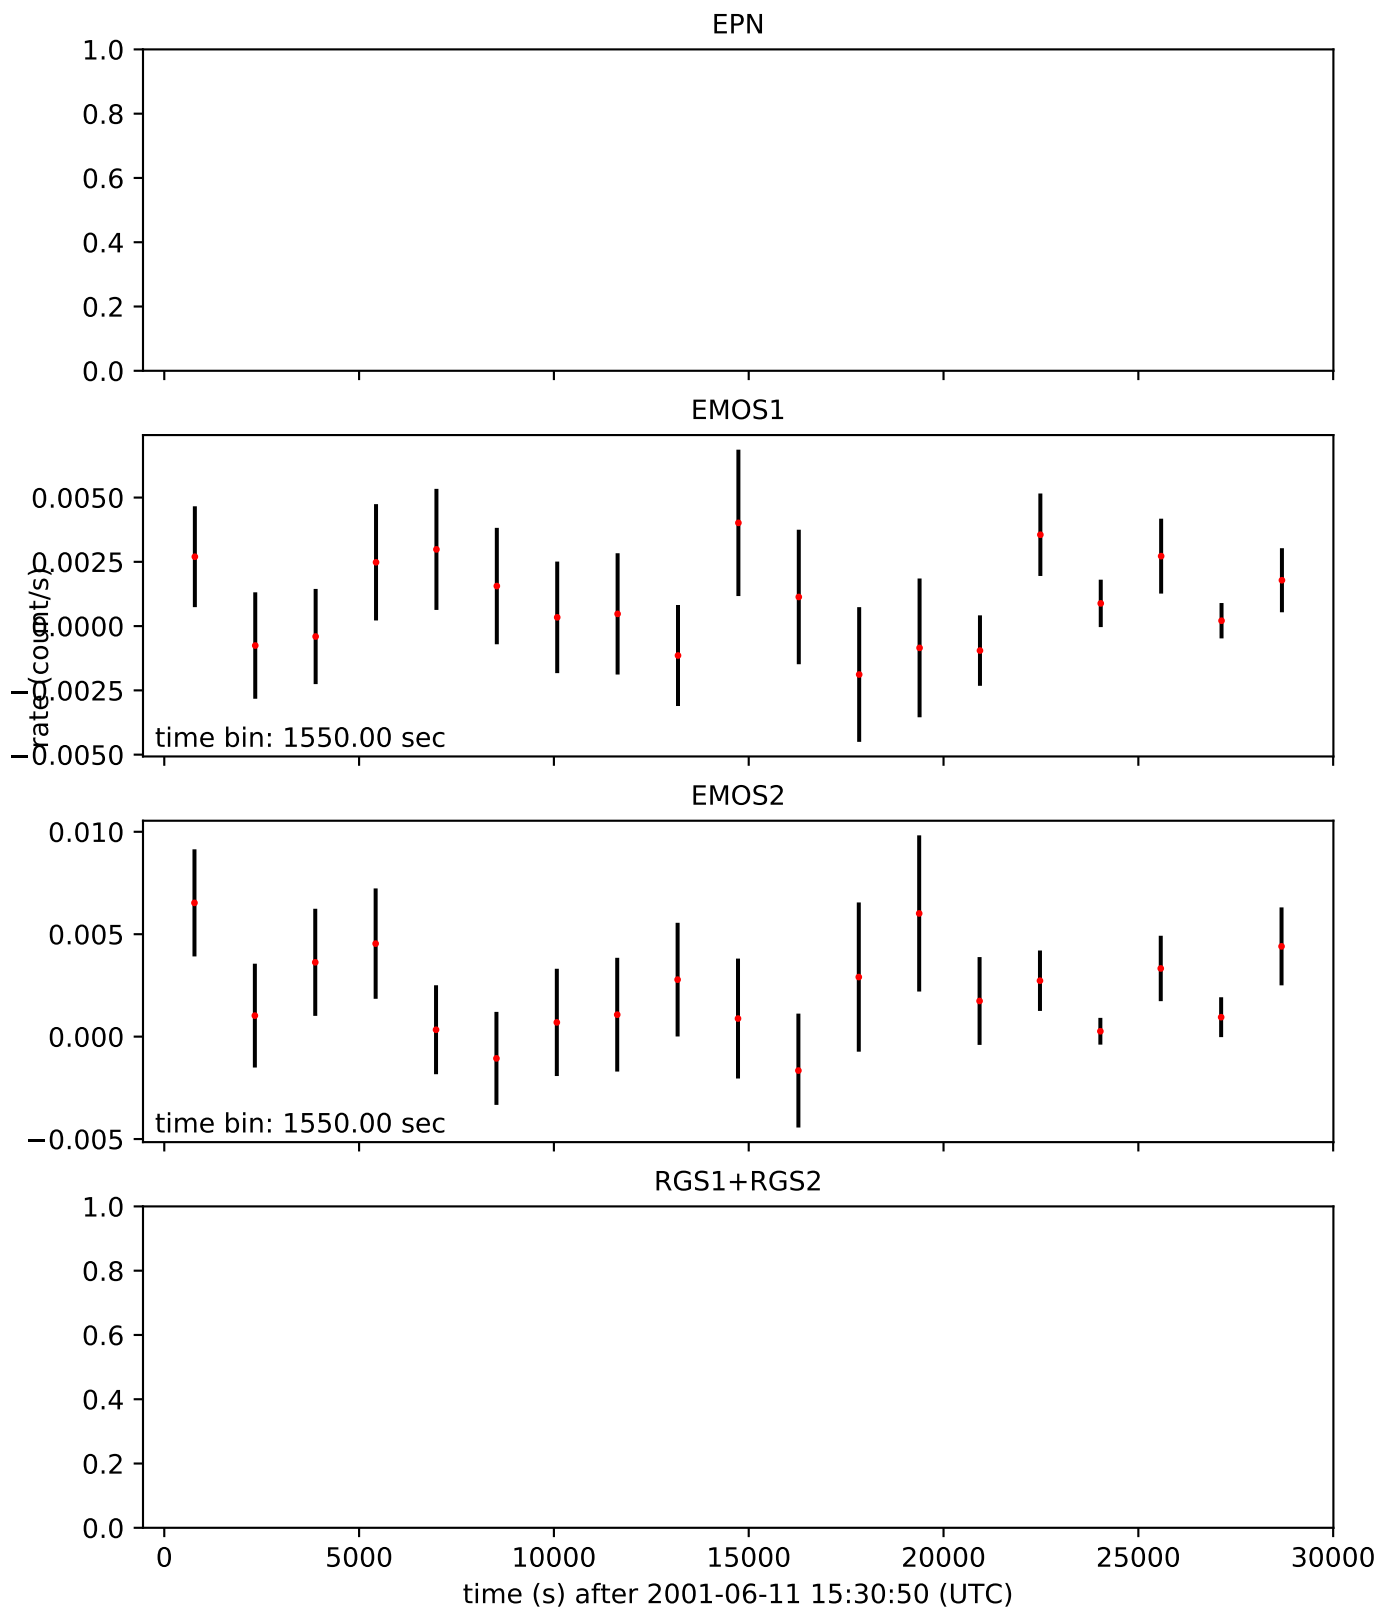 EPN
1.0
0.8
0.6
0.4
0.2
0.0
EMOS1
0.0050
0.0025
0.0000
−0.0025
−0.0050
rate (count/s)
time bin: 1550.00 sec
EMOS2
0.010
0.005
0.000
−0.005
time bin: 1550.00 sec
RGS1+RGS2
1.0
0.8
0.6
0.4
0.2
0.0
0 5000 10000 15000 20000 25000 30000
time (s) after 2001-06-11 15:30:50 (UTC)